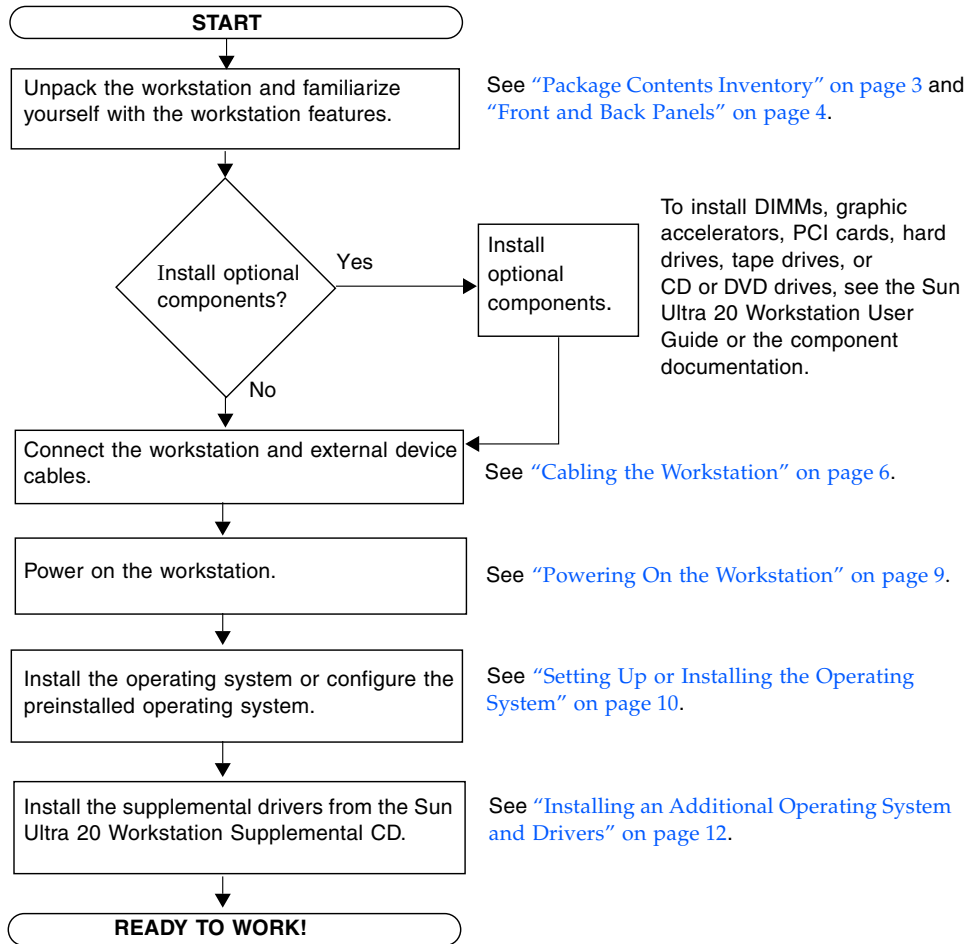 START
Unpack the workstation and familiarize
yourself with the workstation features.
See “Package Contents Inventory” on page 3 and
“Front and Back Panels” on page 4.
Install optional
components?
Yes
No
Install
optional
components.
To install DIMMs, graphic
accelerators, PCI cards, hard
drives, tape drives, or
CD or DVD drives, see the Sun
Ultra 20 Workstation User
Guide or the component
documentation.
Connect the workstation and external device
cables.
See “Cabling the Workstation” on page 6.
Power on the workstation.
See “Powering On the Workstation” on page 9.
Install the operating system or configure the
preinstalled operating system.
See “Setting Up or Installing the Operating
System” on page 10.
Install the supplemental drivers from the Sun
Ultra 20 Workstation Supplemental CD.
See “Installing an Additional Operating System
and Drivers” on page 12.
READY TO WORK!